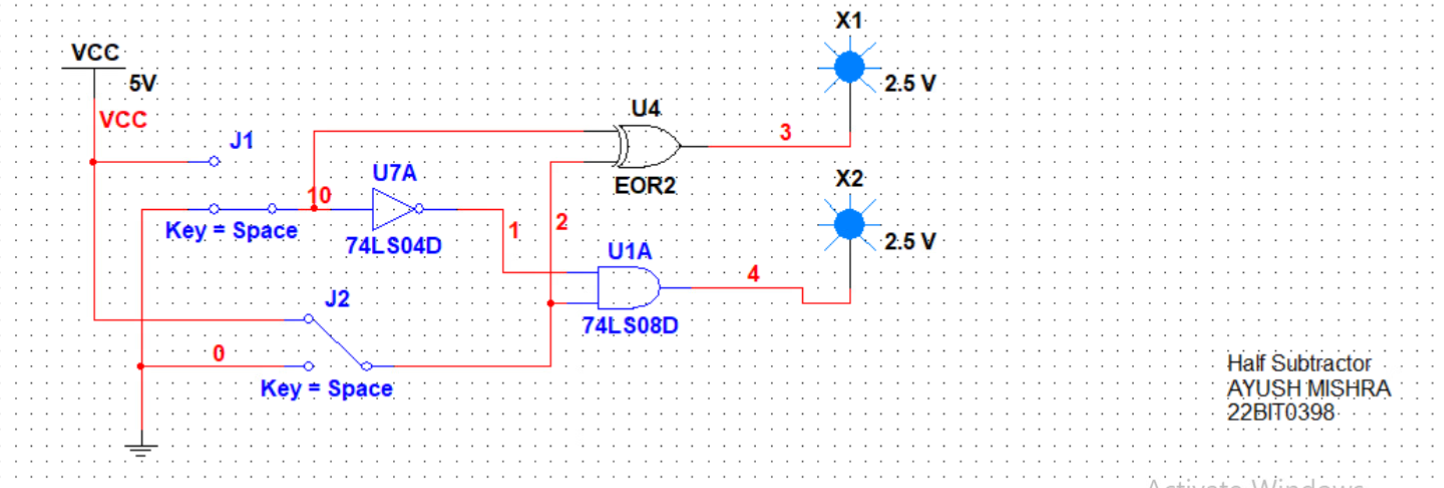 X1
VCC
5V
2.5 V
U4
VCC
J1
3
U7A
EOR2
X2
10
Key = Space
1
2
74LS04D
2.5 V
U1A
4
J2
74LS08D
0
Key = Space
Half Subtractor
AYUSH MISHRA
22BIT0398
Activate Windows